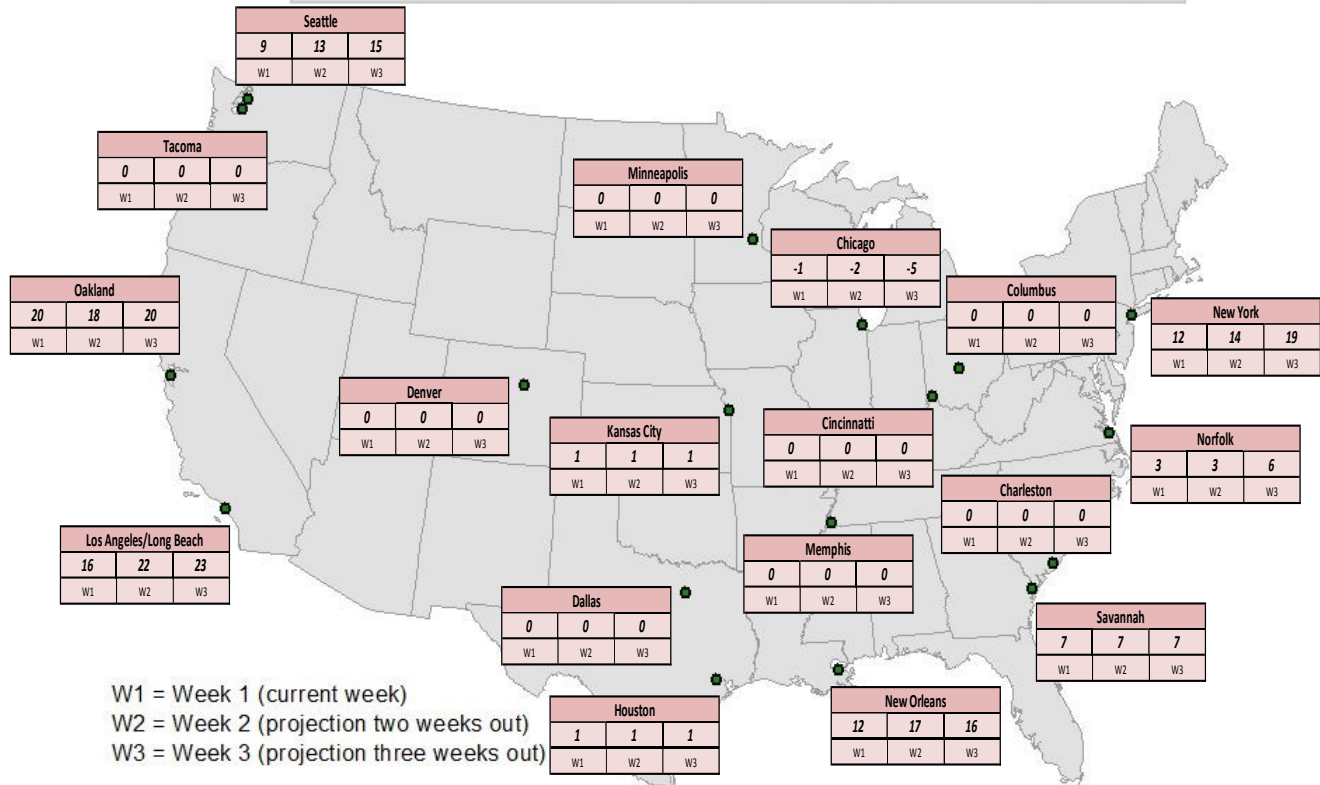 Seattle
9 13 15
W1 W2 W3
Tacoma
0 0 0
W1 W2 W3
Minneapolis
0 0 0
W1 W2 W3
Chicago
-1 -2 -5
W1 W2 W3
Oakland
20 18 20
W1 W2 W3
Columbus
0 0 0
W1 W2 W3
New York
12 14 19
W1 W2 W3
Denver
0 0 0
W1 W2 W3
Kansas City
1 1 1
W1 W2 W3
Cincinnatti
0 0 0
W1 W2 W3
Norfolk
3 3 6
W1 W2 W3
Charleston
0 0 0
W1 W2 W3
Los Angeles/Long Beach
16 22 23
W1 W2 W3
Memphis
0 0 0
W1 W2 W3
Dallas
0 0 0
W1 W2 W3
Savannah
7 7 7
W1 W2 W3
New Orleans
12 17 16
W1 W2 W3
Houston
1 1 1
W1 W2 W3
W1 = Week 1 (current week)
W2 = Week 2 (projection two weeks out)
W3 = Week 3 (projection three weeks out)